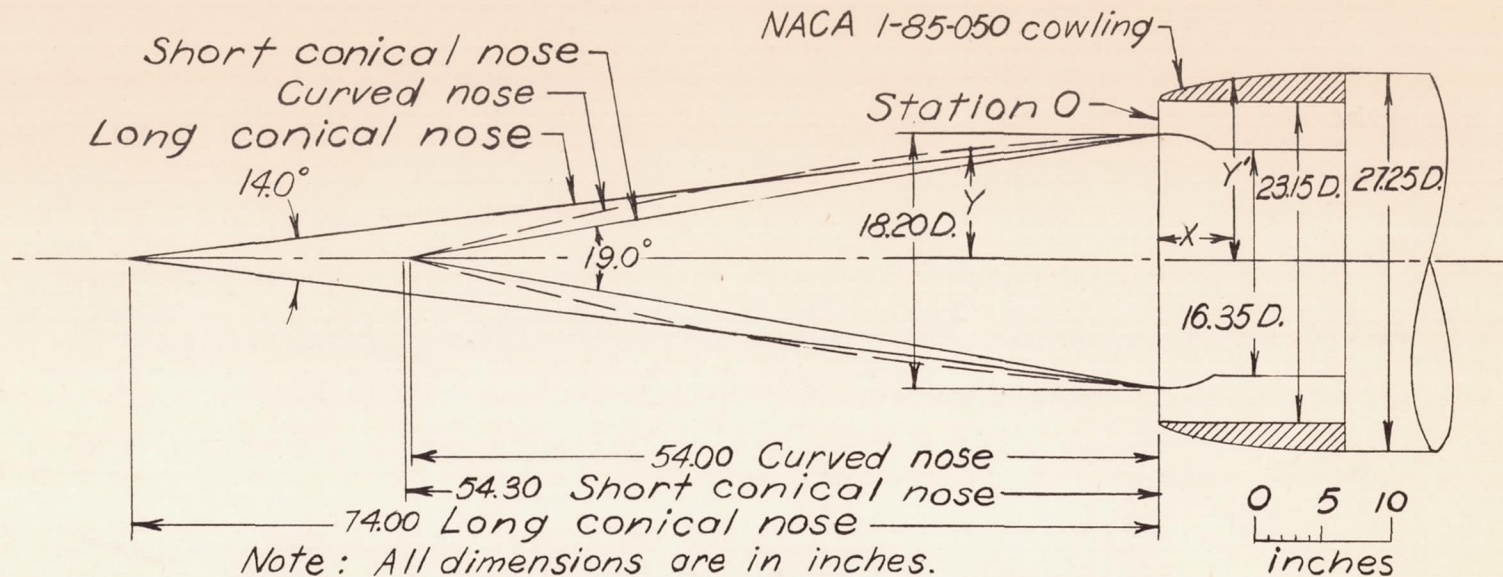 NACA 1-85-050 cowling
Short conical nose
Curved nose
Long conical nose
Station O
14.0°
19.0°
18.20 D.
Y
X
Y'
23.15 D.
27.25 D.
16.35 D.
54.00 Curved nose
54.30 Short conical nose
74.00 Long conical nose
Note: All dimensions are in inches.
0 5 10
inches